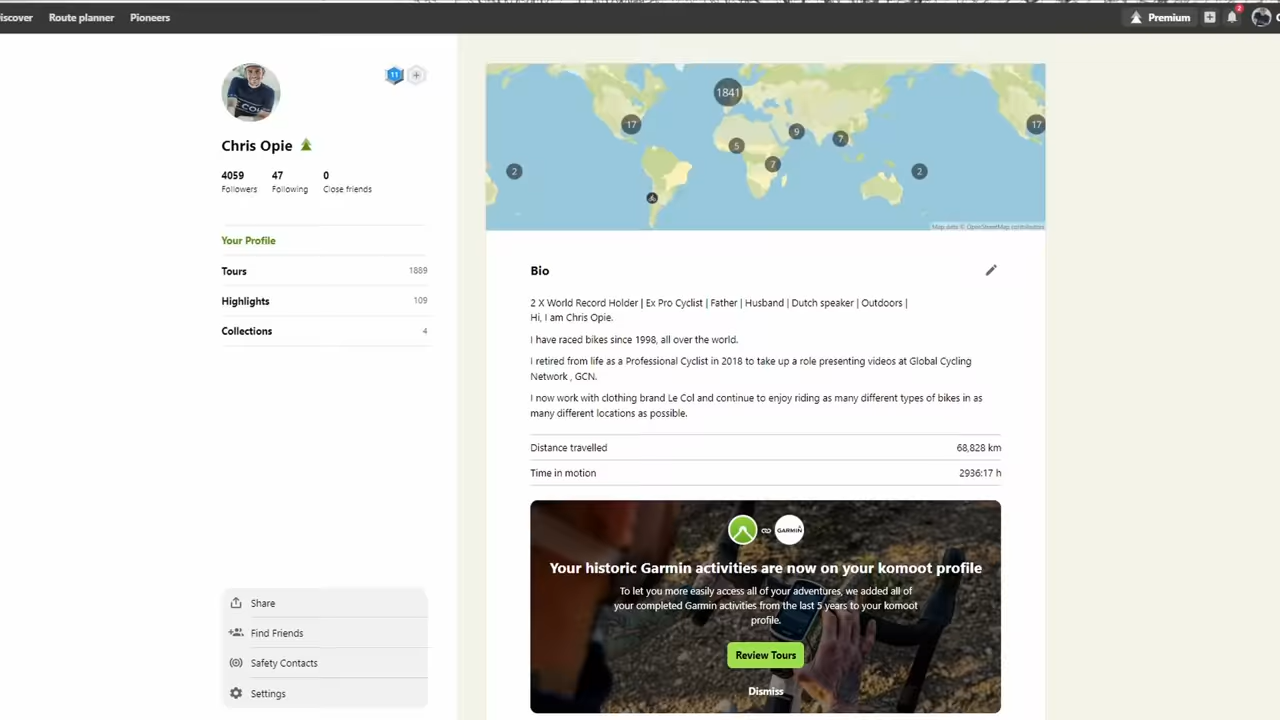 iscover Route planner Pioneers
Premium
2
11
Chris Opie
4059 47 0
Followers Following Close friends
Your Profile
Tours 1889
Highlights 109
Collections 4
Share
Find Friends
Safety Contacts
Settings
1841
17
9
7
5
7
2
2
17
Map data © OpenStreetMap contributors
Bio
2 X World Record Holder | Ex Pro Cyclist | Father | Husband | Dutch speaker | Outdoors |
Hi, I am Chris Opie.
I have raced bikes since 1998, all over the world.
I retired from life as a Professional Cyclist in 2018 to take up a role presenting videos at Global Cycling
Network , GCN.
I now work with clothing brand Le Col and continue to enjoy riding as many different types of bikes in as
many different locations as possible.
Distance travelled 68,828 km
Time in motion 2936:17 h
GARMIN
Your historic Garmin activities are now on your komoot profile
To let you more easily access all of your adventures, we added all of
your completed Garmin activities from the last 5 years to your komoot
profile.
Review Tours
Dismiss